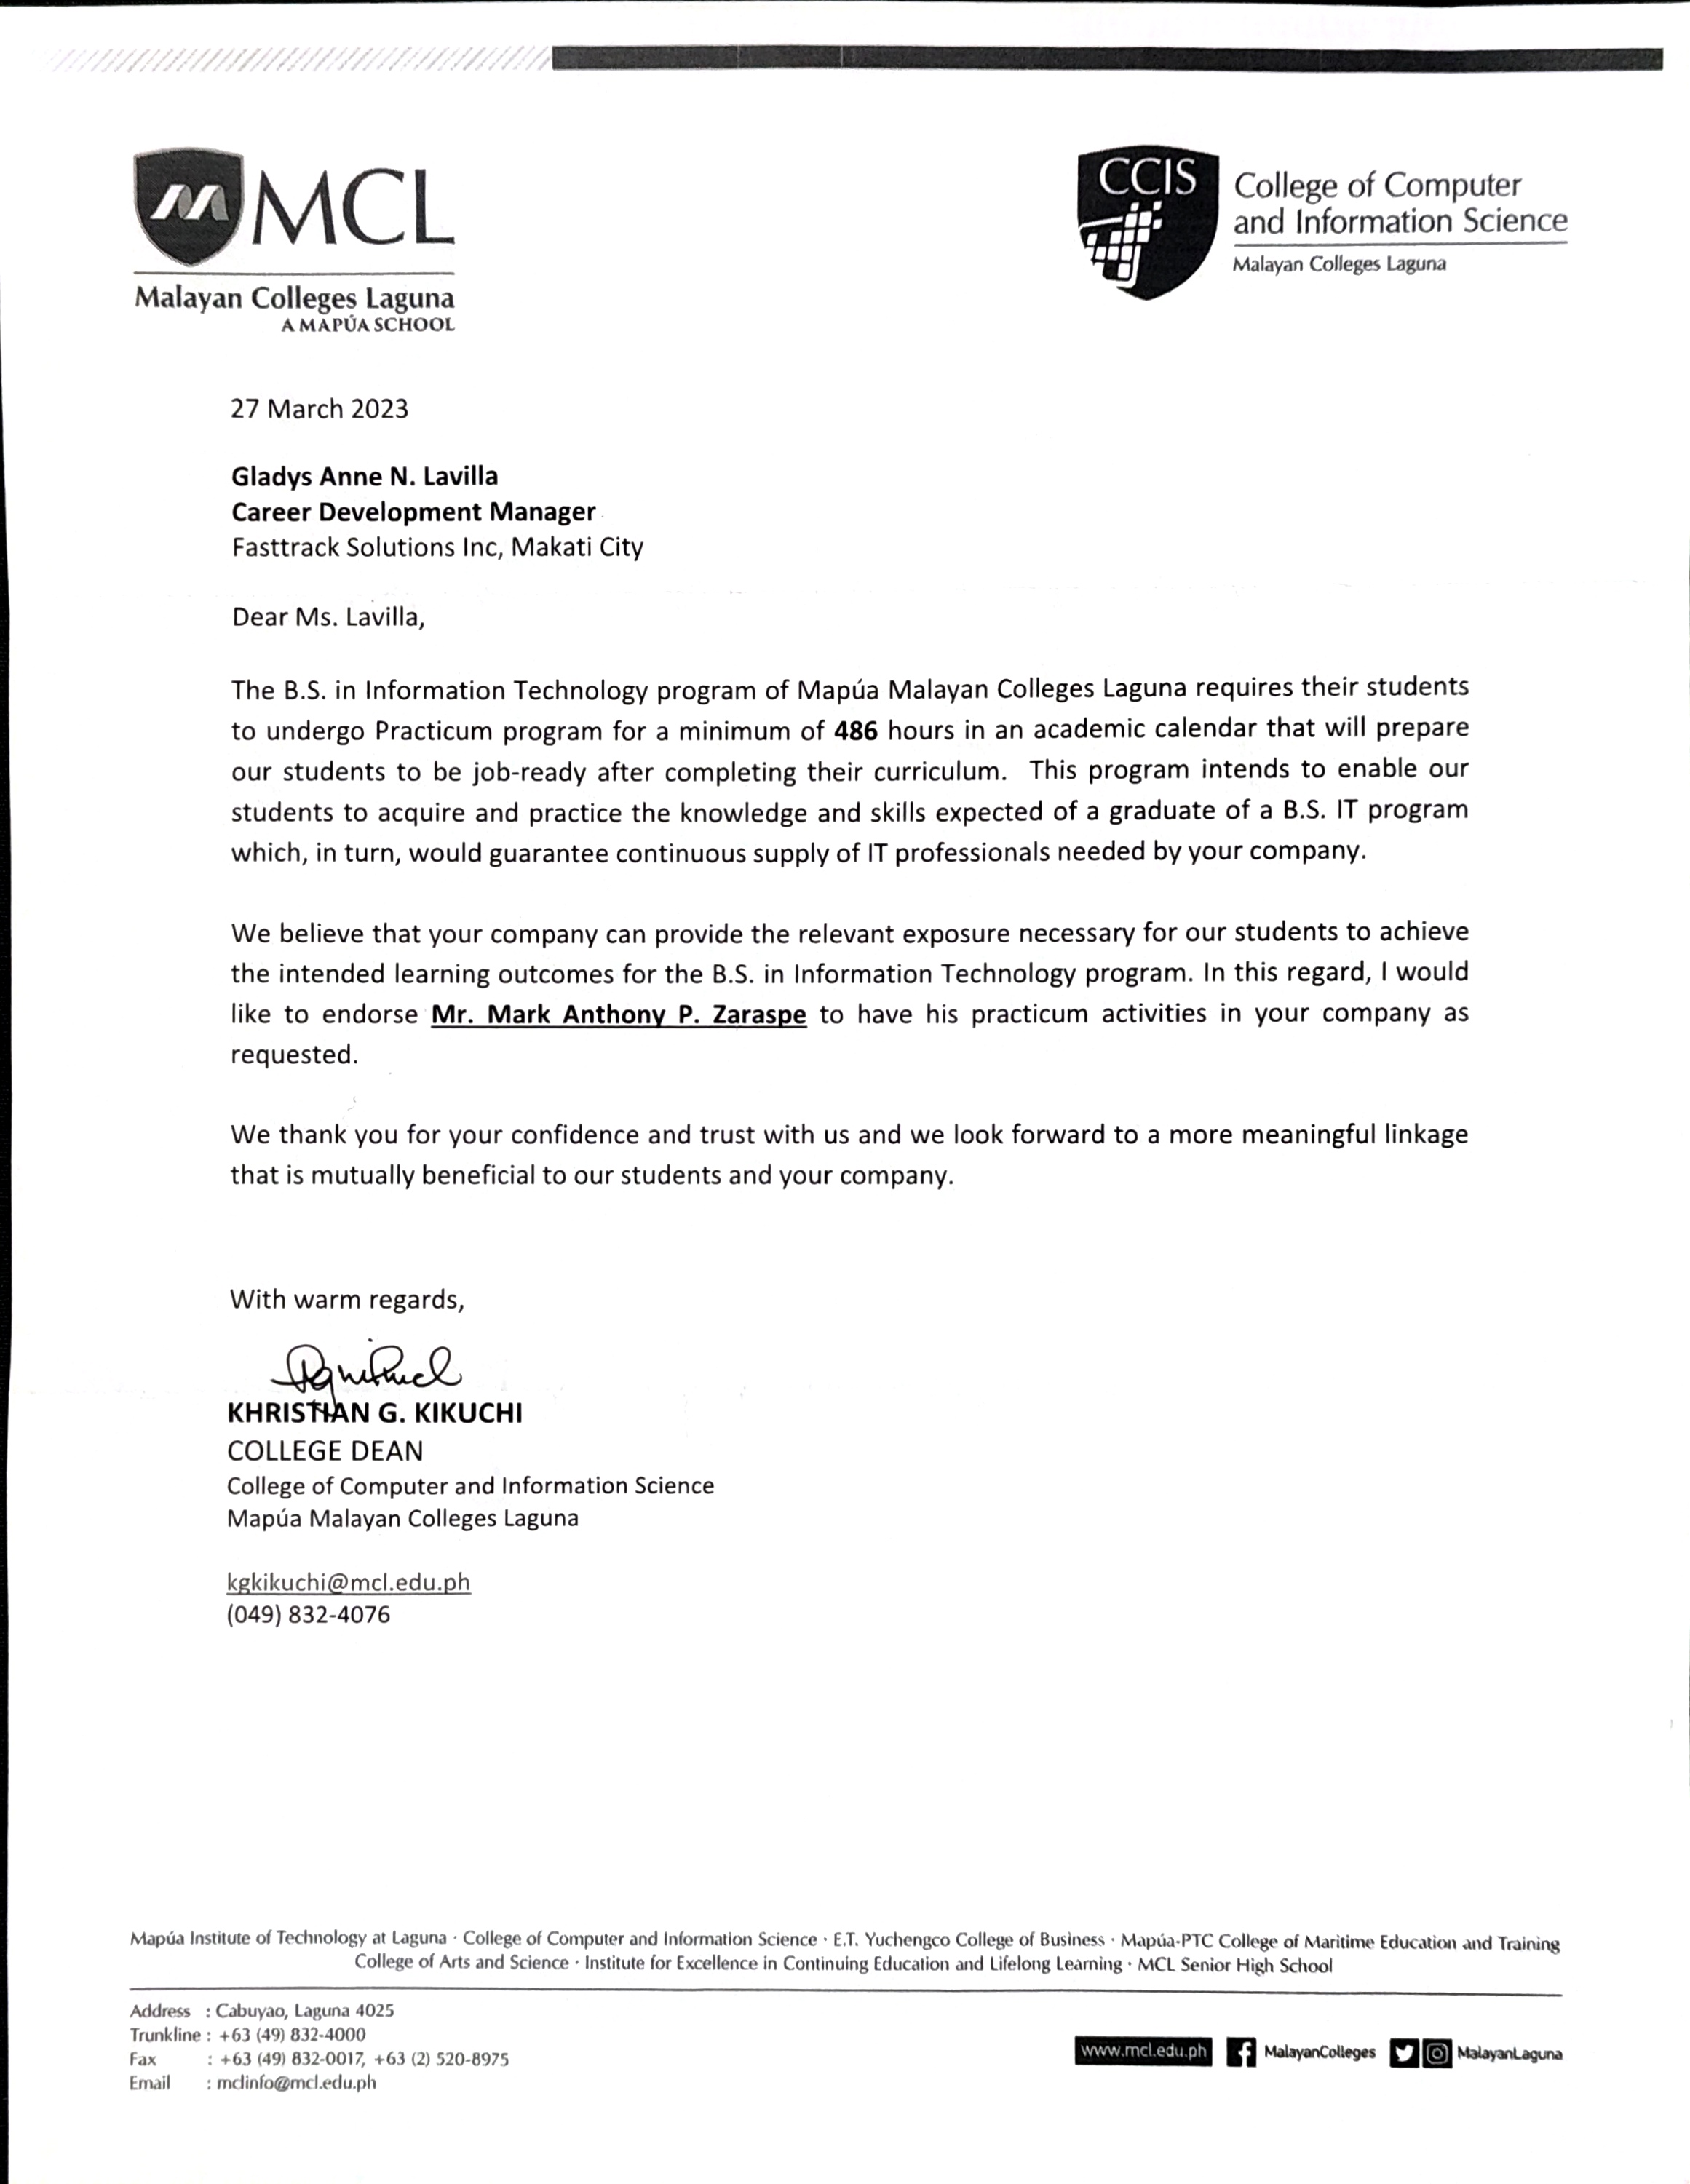 MCL
Malayan Colleges Laguna
A MAPÚA SCHOOL
CCIS
College of Computer
and Information Science
Malayan Colleges Laguna
27 March 2023
Gladys Anne N. Lavilla
Career Development Manager
Fasttrack Solutions Inc, Makati City
Dear Ms. Lavilla,
The B.S. in Information Technology program of Mapúa Malayan Colleges Laguna requires their students
to undergo Practicum program for a minimum of 486 hours in an academic calendar that will prepare
our students to be job-ready after completing their curriculum. This program intends to enable our
students to acquire and practice the knowledge and skills expected of a graduate of a B.S. IT program
which, in turn, would guarantee continuous supply of IT professionals needed by your company.
We believe that your company can provide the relevant exposure necessary for our students to achieve
the intended learning outcomes for the B.S. in Information Technology program. In this regard, I would
like to endorse Mr. Mark Anthony P. Zaraspe to have his practicum activities in your company as
requested.
We thank you for your confidence and trust with us and we look forward to a more meaningful linkage
that is mutually beneficial to our students and your company.
With warm regards,
KHRISTIAN G. KIKUCHI
COLLEGE DEAN
College of Computer and Information Science
Mapúa Malayan Colleges Laguna
kgkikuchi@mcl.edu.ph
(049) 832-4076
Mapúa Institute of Technology at Laguna · College of Computer and Information Science · E.T. Yuchengco College of Business · Mapúa-PTC College of Maritime Education and Training
College of Arts and Science · Institute for Excellence in Continuing Education and Lifelong Learning · MCL Senior High School
Address : Cabuyao, Laguna 4025
Trunkline : +63 (49) 832-4000
Fax : +63 (49) 832-0017, +63 (2) 520-8975
Email : mclinfo@mcl.edu.ph
www.mcl.edu.ph MalayanColleges MalayanLaguna